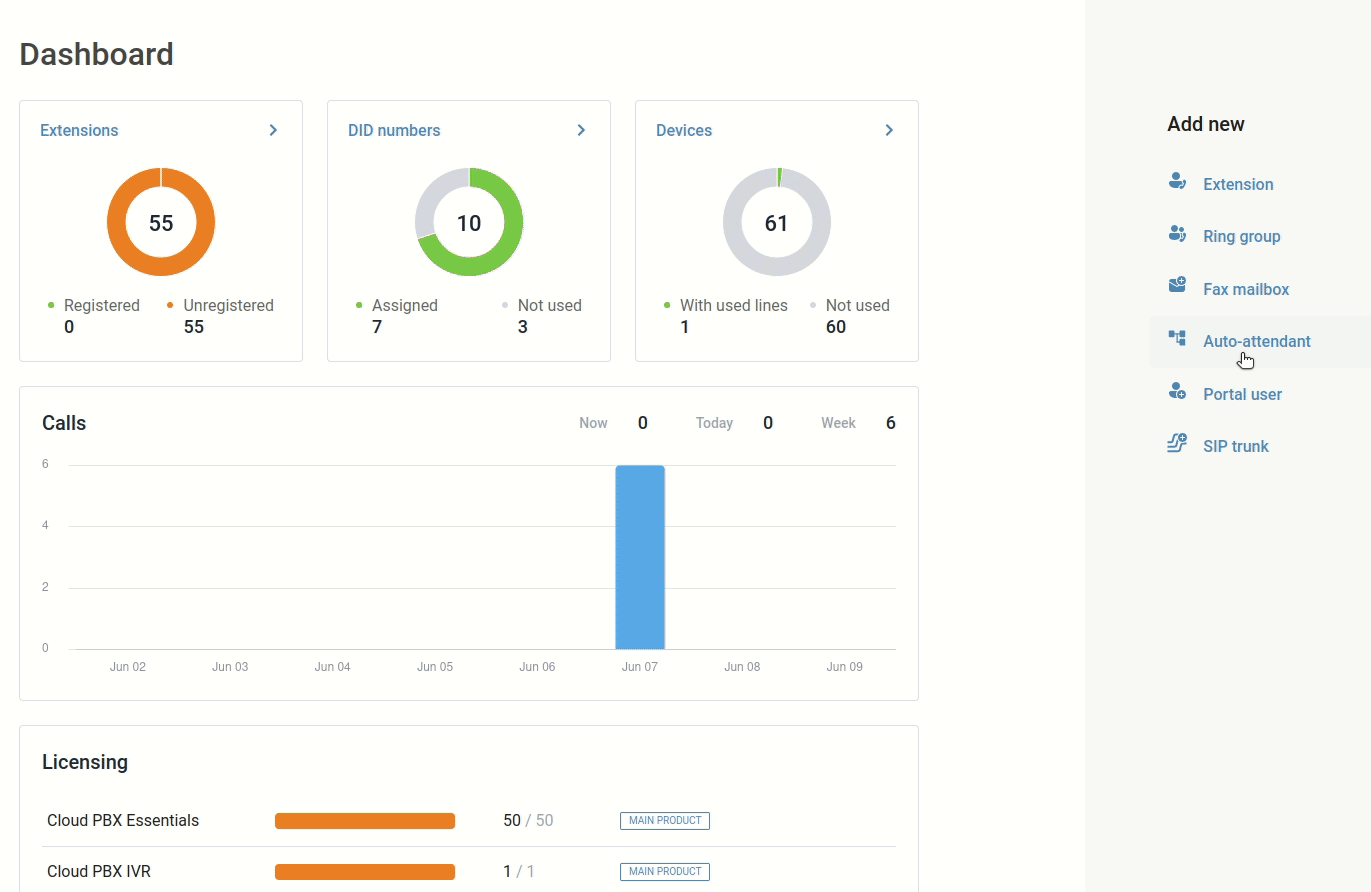 Dashboard
Extensions
55
Registered
0
Unregistered
55
DID numbers
10
Assigned
7
Not used
3
Devices
61
With used lines
1
Not used
60
Calls
Now 0 Today 0 Week 6
6
4
2
0
Jun 02 Jun 03 Jun 04 Jun 05 Jun 06 Jun 07 Jun 08 Jun 09
Licensing
Cloud PBX Essentials 50 / 50 MAIN PRODUCT
Cloud PBX IVR 1 / 1 MAIN PRODUCT
Add new
Extension
Ring group
Fax mailbox
Auto-attendant
Portal user
SIP trunk